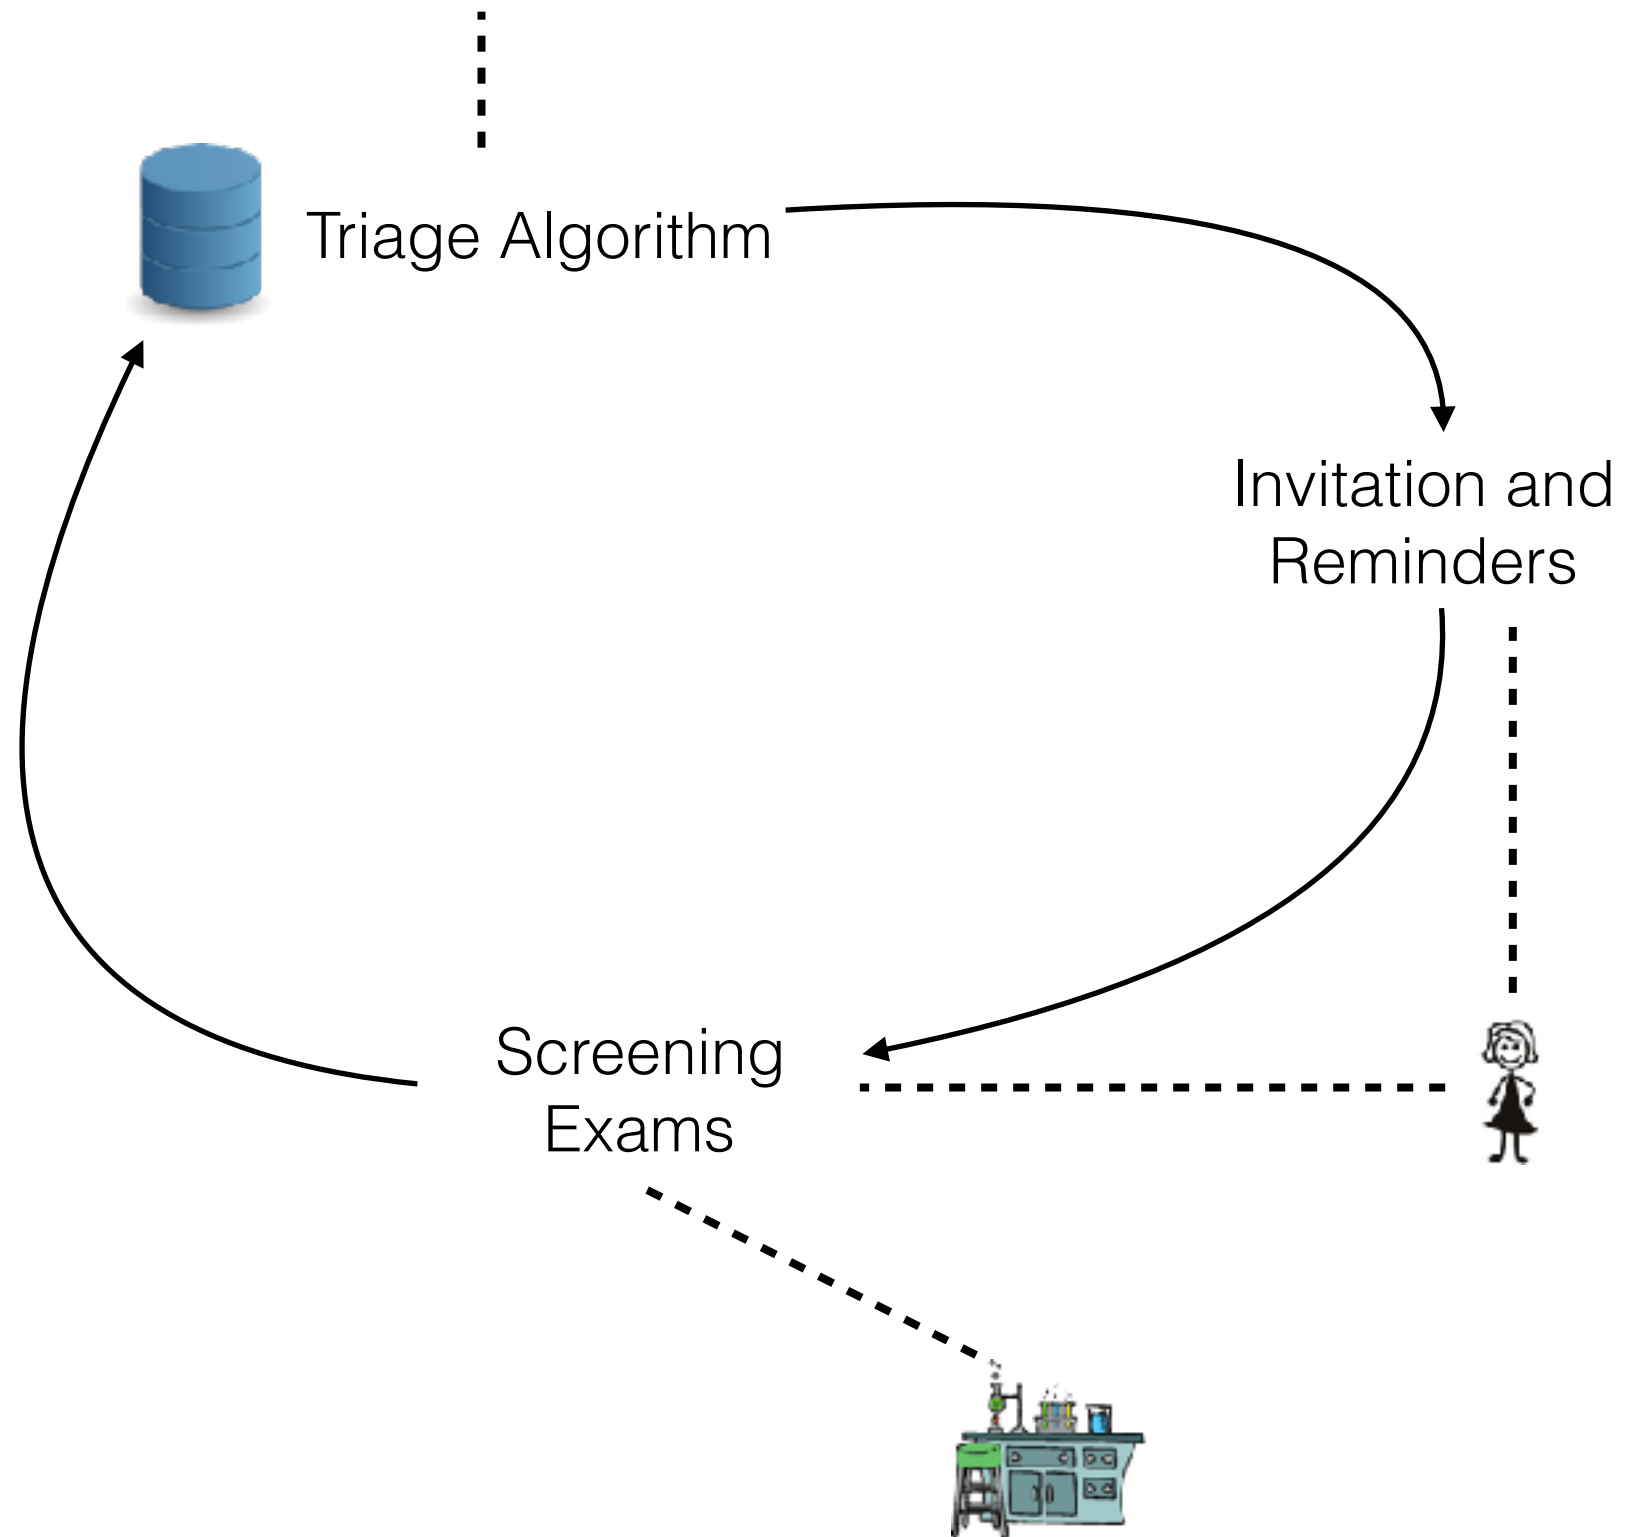 Triage Algorithm
Invitation and
Reminders
Screening
Exams